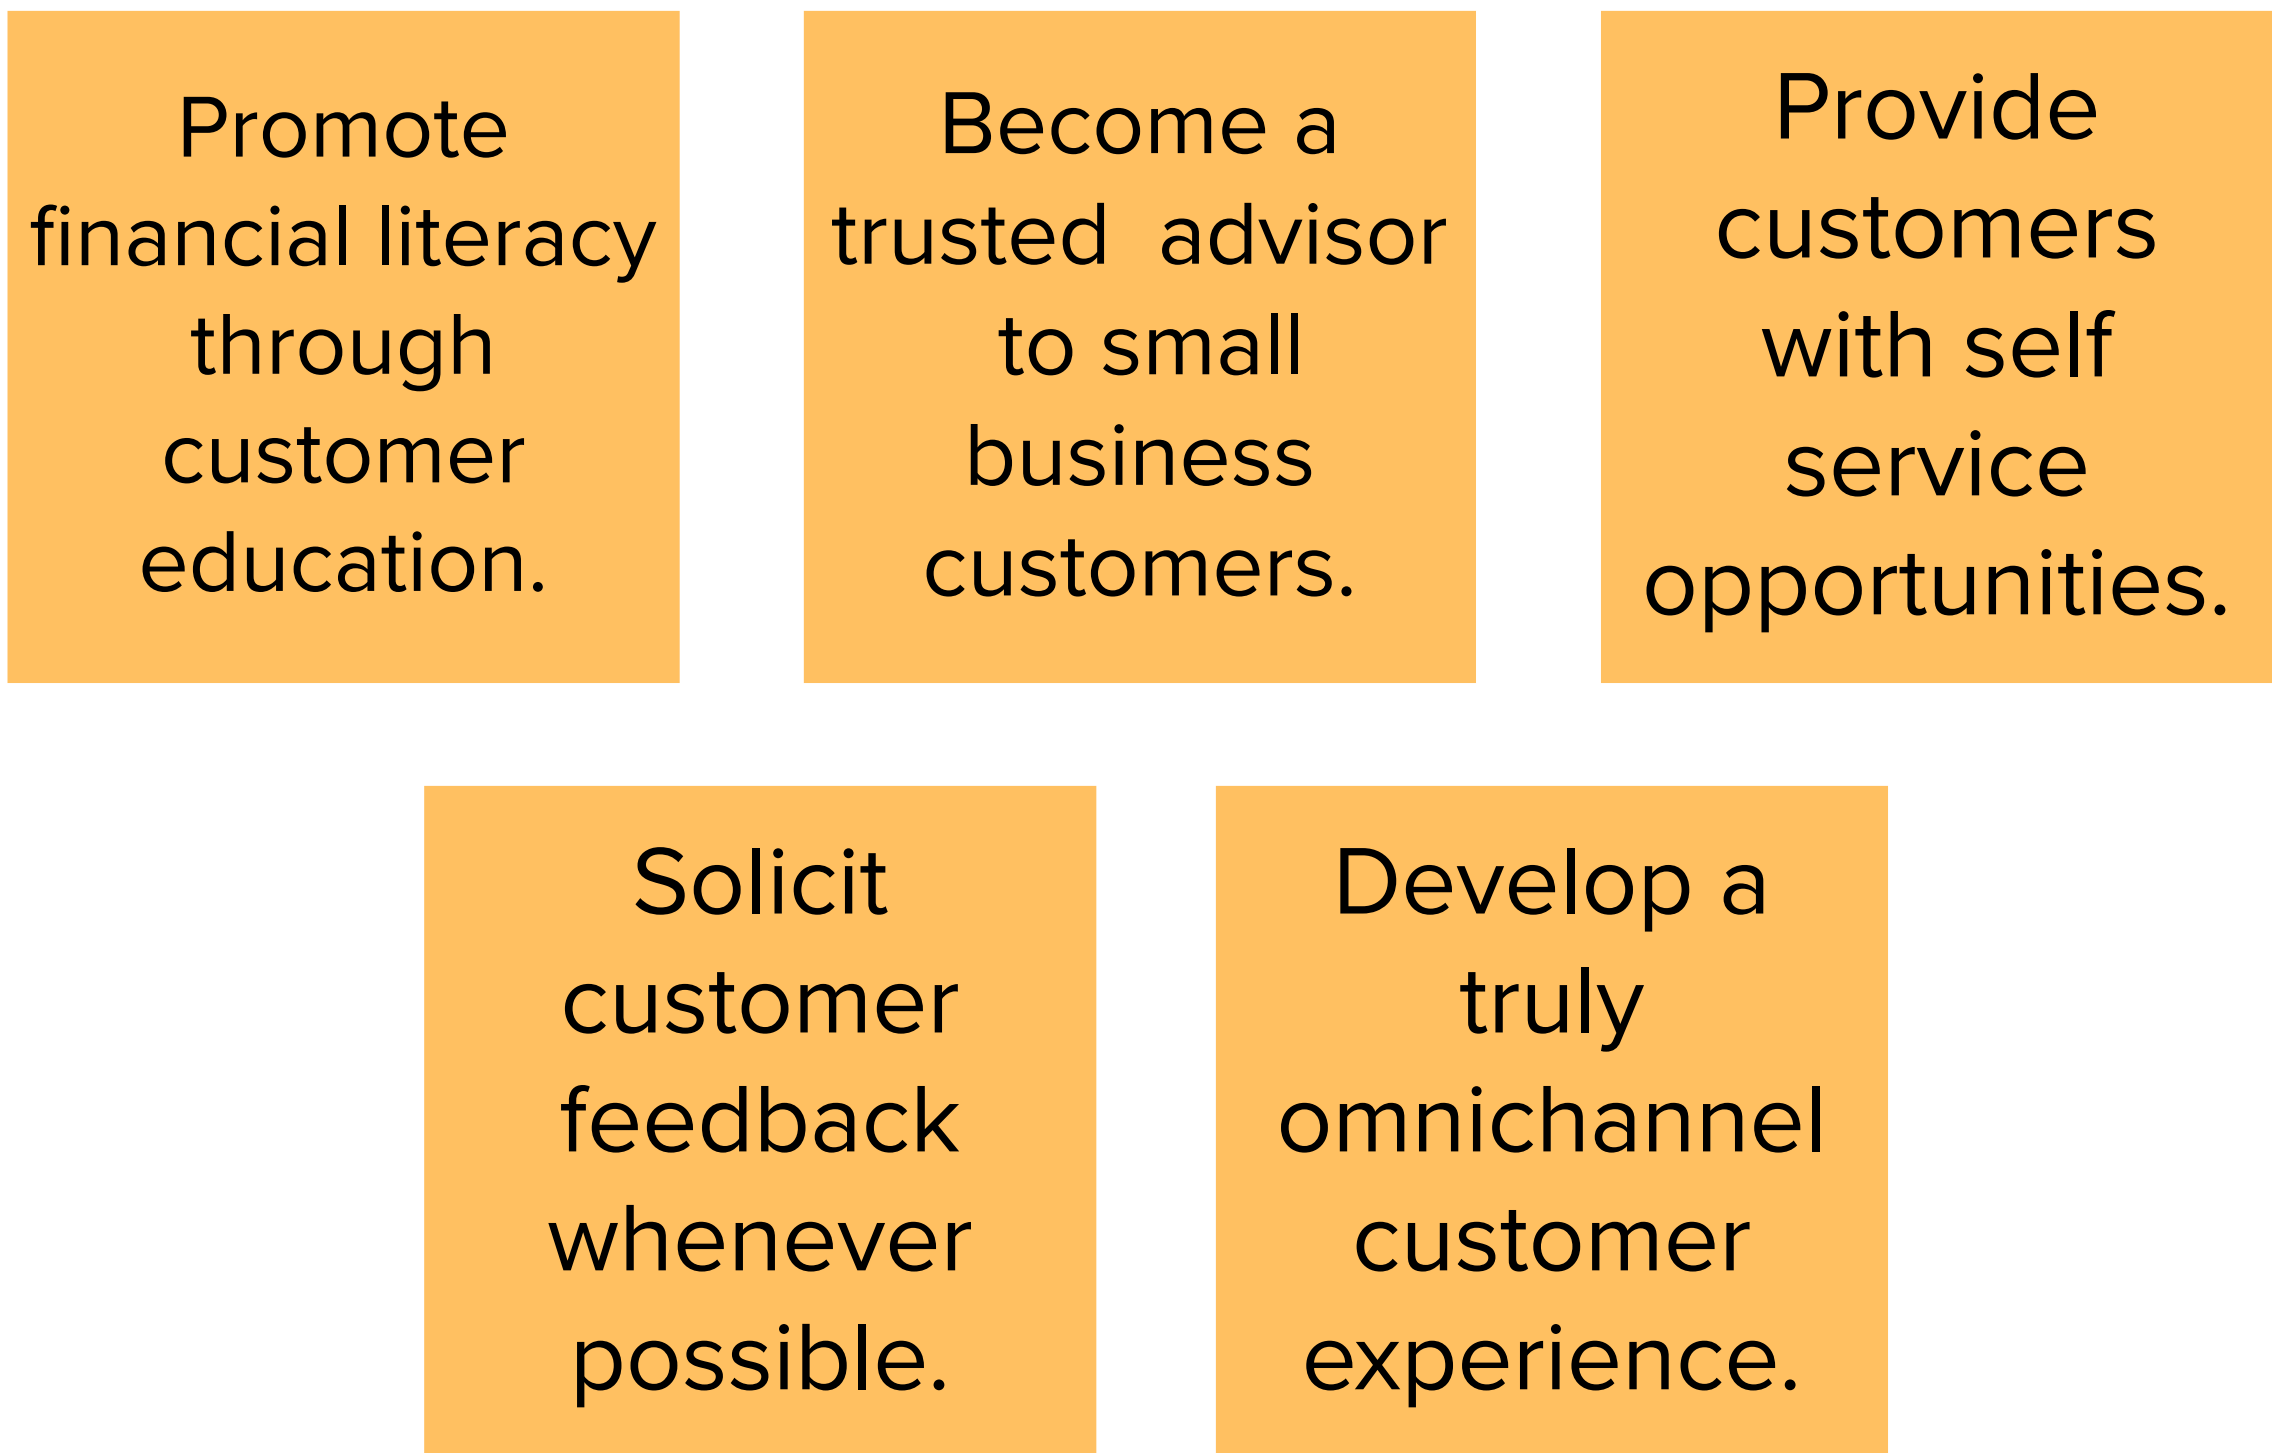 Promote
financial literacy
through
customer
education.
Become a
trusted  advisor
to small
business
customers.
Provide
customers
with self
service
opportunities.
Solicit
customer
feedback
whenever
possible.
Develop a
truly
omnichannel
customer
experience.